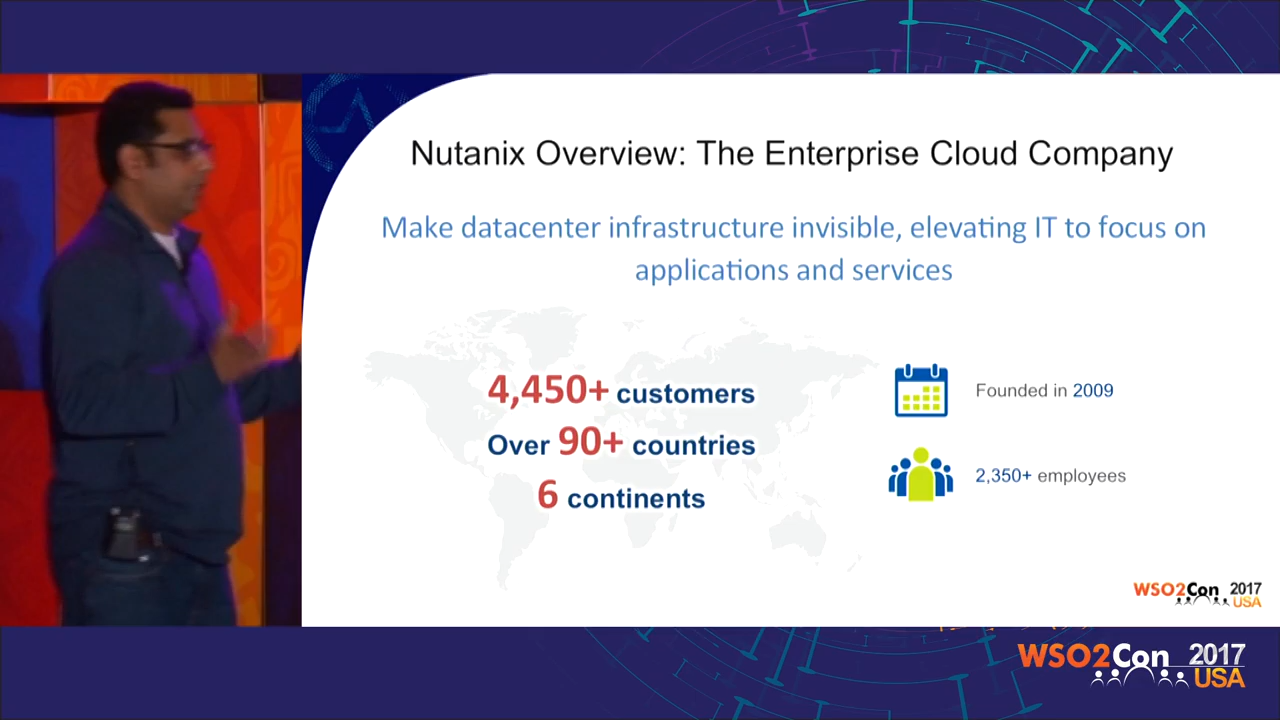 Nutanix Overview: The Enterprise Cloud Company
Make datacenter infrastructure invisible, elevating IT to focus on
applications and services
4,450+ customers
Over 90+ countries
6 continents
Founded in 2009
2,350+ employees
WSO2Con 2017
USA
WSO2Con 2017
USA